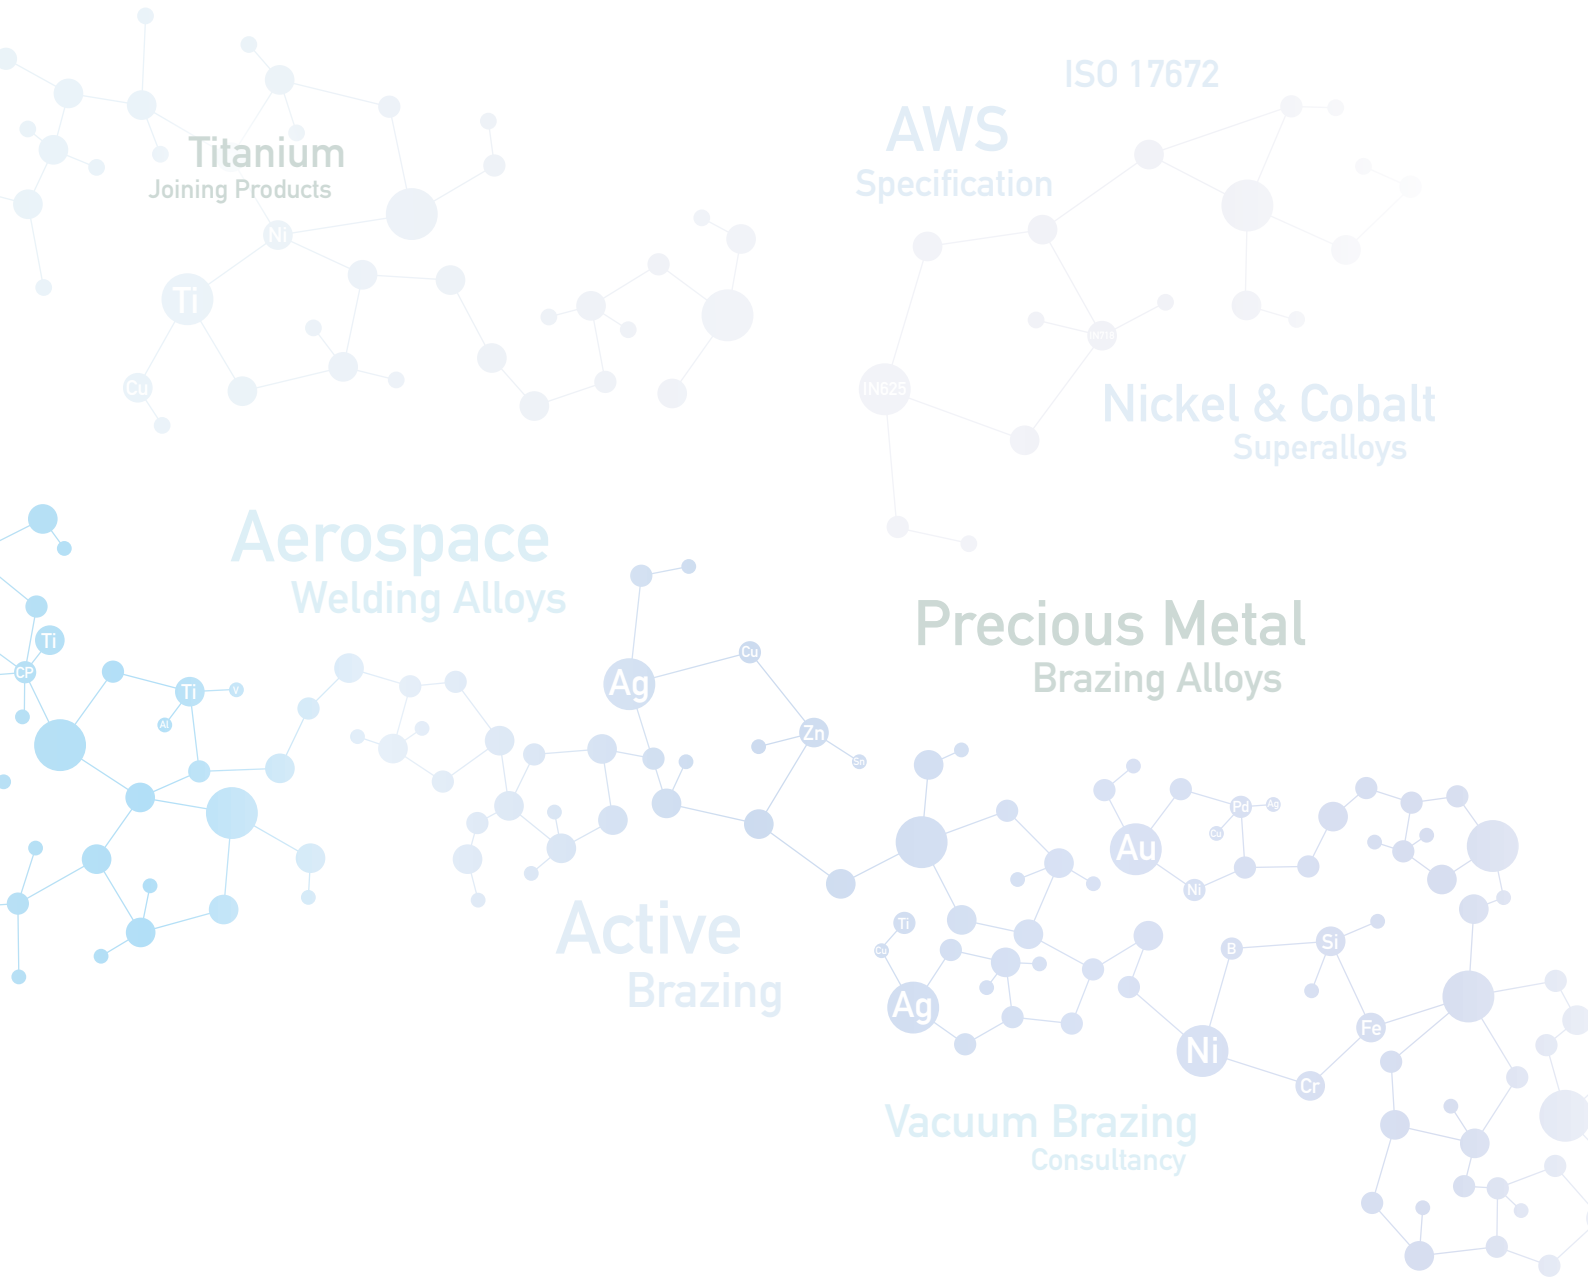 ISO 17672
AWS
Specification
Titanium
Joining Products
Ni
Ti
Cu
IN718
IN625
Nickel & Cobalt
Superalloys
Aerospace
Welding Alloys
Precious Metal
Brazing Alloys
Ti
CP
Ti
V
Al
Ag
Cu
Zn
Sn
Au
Pd
Ag
Cu
Ni
Active
Brazing
Ti
Cu
Ag
B
Si
Ni
Fe
Cr
Vacuum Brazing
Consultancy